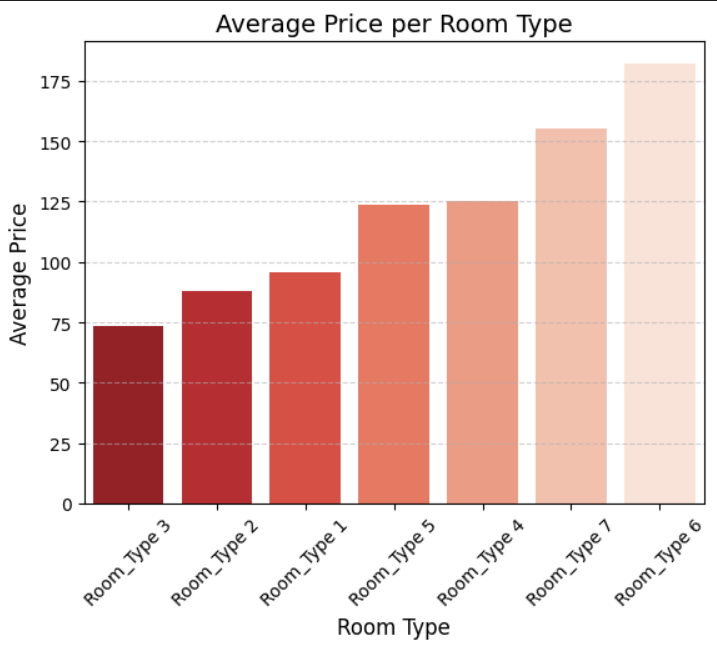 Average Price per Room Type
Average Price
175
150
125
100
75
50
25
0
Room_Type 3
Room_Type 2
Room_Type 1
Room_Type 5
Room_Type 4
Room_Type 7
Room_Type 6
Room Type